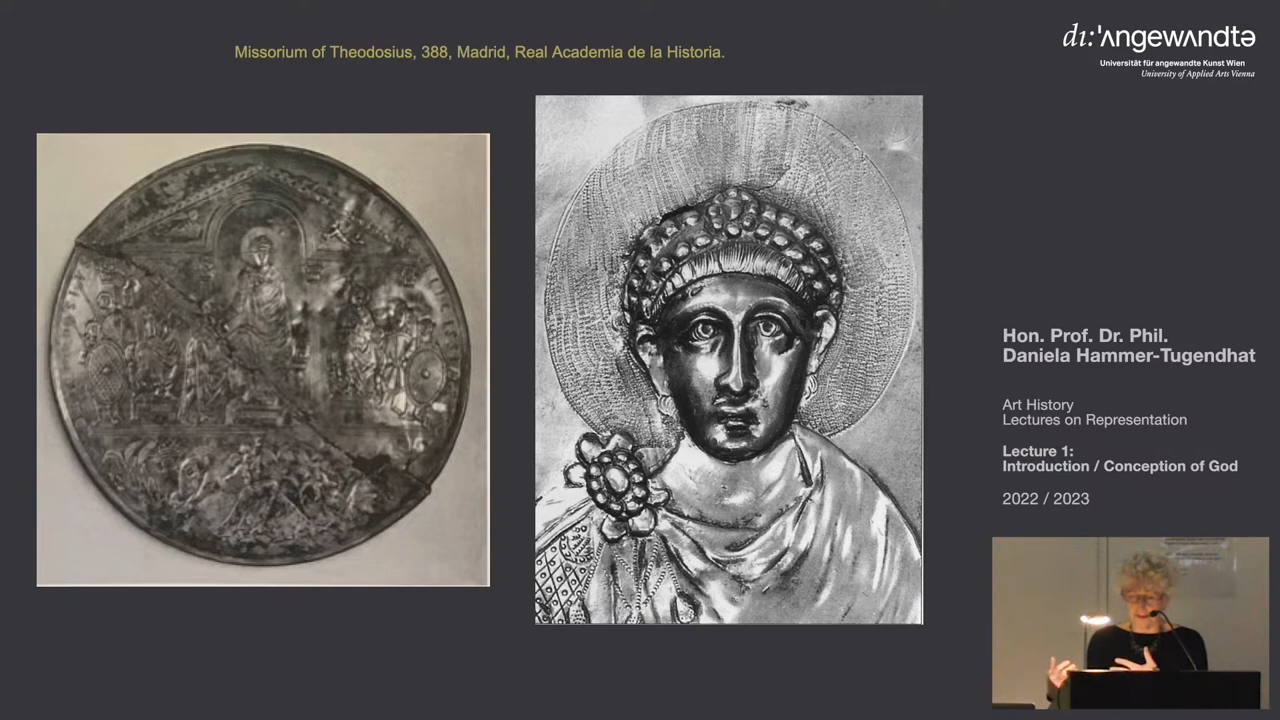 Missorium of Theodosius, 388, Madrid, Real Academia de la Historia.
dı:'ʌngewʌndtə
Universität für angewandte Kunst Wien
University of Applied Arts Vienna
Hon. Prof. Dr. Phil.
Daniela Hammer-Tugendhat
Art History
Lectures on Representation
Lecture 1:
Introduction / Conception of God
2022 / 2023